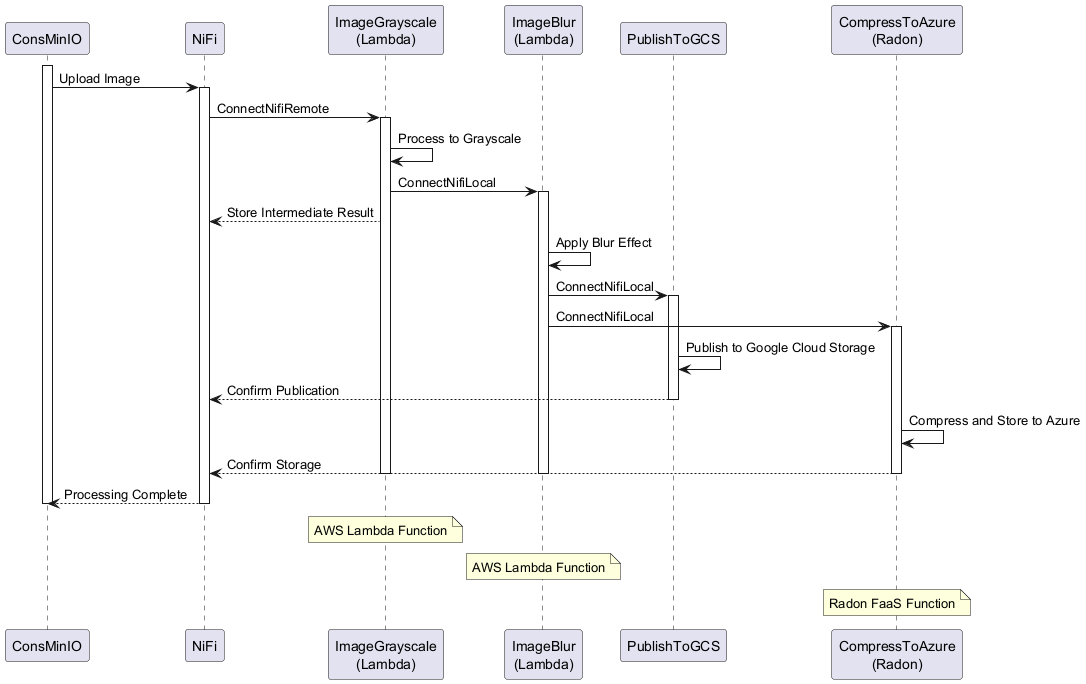 ConsMinIO
NiFi
ImageGrayscale
(Lambda)
ImageBlur
(Lambda)
PublishToGCS
CompressToAzure
(Radon)
Upload Image
ConnectNifiRemote
Process to Grayscale
ConnectNifiLocal
Store Intermediate Result
Apply Blur Effect
ConnectNifiLocal
ConnectNifiLocal
Publish to Google Cloud Storage
Confirm Publication
Compress and Store to Azure
Confirm Storage
Processing Complete
AWS Lambda Function
AWS Lambda Function
Radon FaaS Function
ConsMinIO
NiFi
ImageGrayscale
(Lambda)
ImageBlur
(Lambda)
PublishToGCS
CompressToAzure
(Radon)